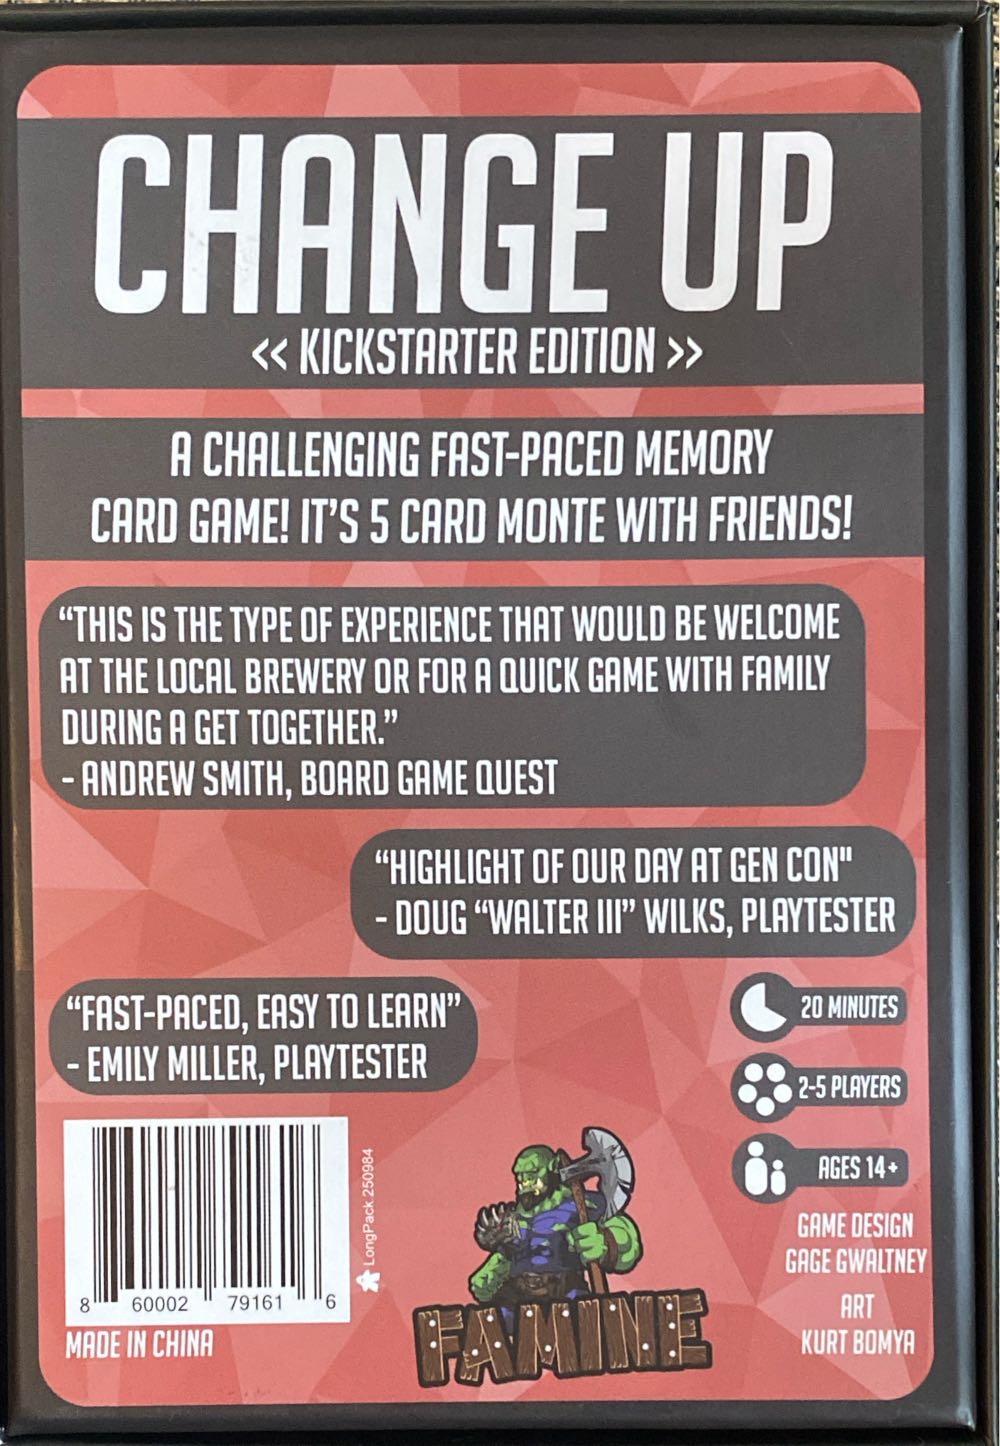 CHANGE UP
<< KICKSTARTER EDITION >>
A CHALLENGING FAST-PACED MEMORY
CARD GAME! IT'S 5 CARD MONTE WITH FRIENDS!
“THIS IS THE TYPE OF EXPERIENCE THAT WOULD BE WELCOME
AT THE LOCAL BREWERY OR FOR A QUICK GAME WITH FAMILY
DURING A GET TOGETHER.”
- ANDREW SMITH, BOARD GAME QUEST
“HIGHLIGHT OF OUR DAY AT GEN CON"
- DOUG “WALTER III” WILKS, PLAYTESTER
“FAST-PACED, EASY TO LEARN”
- EMILY MILLER, PLAYTESTER
20 MINUTES
2-5 PLAYERS
AGES 14+
GAME DESIGN
GAGE GWALTNEY
ART
KURT BOMYA
8 60002 79161 6
MADE IN CHINA
LongPack 250984
FAMINE